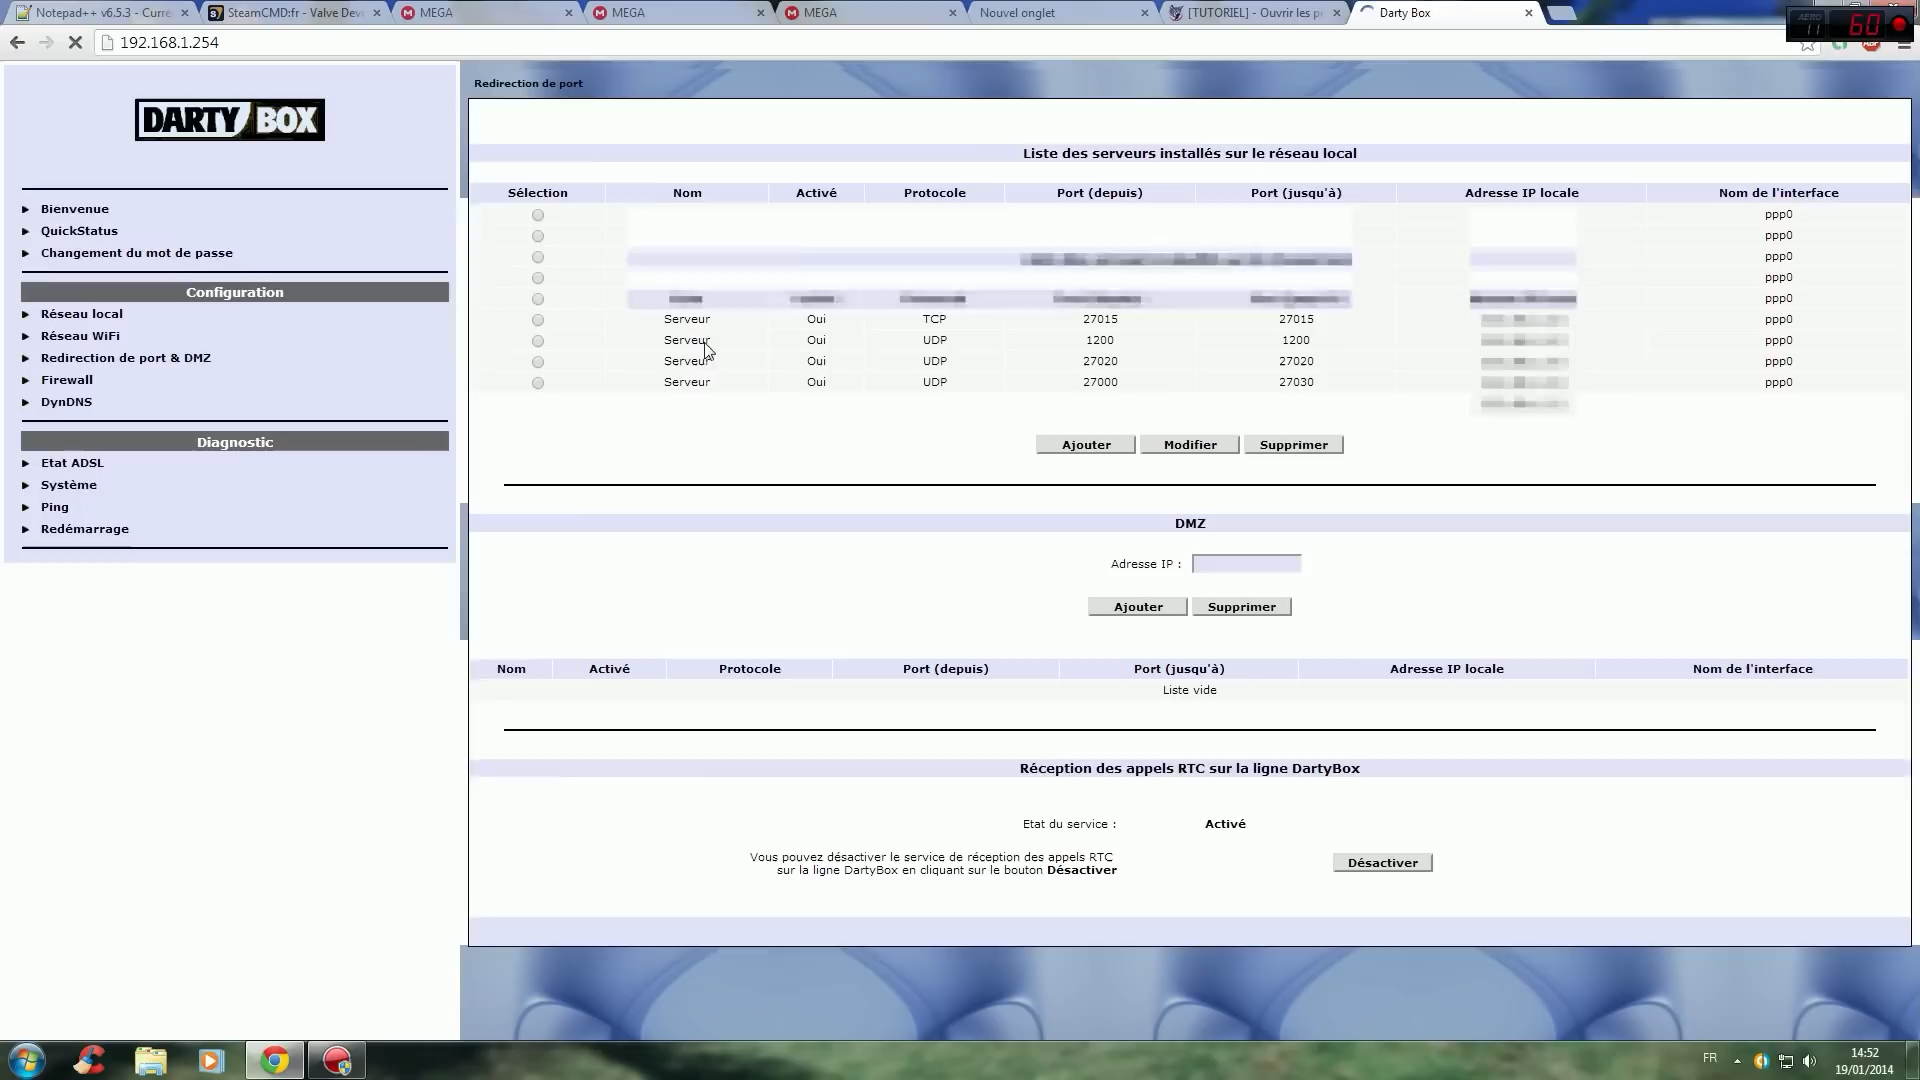 Notepad++ v6.5.3 - Curre
SteamCMD:fr - Valve Dev
MEGA
MEGA
MEGA
Nouvel onglet
[TUTORIEL] - Ouvrir les p
Darty Box
60
192.168.1.254
DARTY BOX
Bienvenue
QuickStatus
Changement du mot de passe
Configuration
Réseau local
Réseau WiFi
Redirection de port & DMZ
Firewall
DynDNS
Diagnostic
Etat ADSL
Système
Ping
Redémarrage
Redirection de port
Liste des serveurs installés sur le réseau local
Sélection Nom Activé Protocole Port (depuis) Port (jusqu'à) Adresse IP locale Nom de l'interface
ppp0
ppp0
ppp0
ppp0
ppp0
Serveur Oui TCP 27015 27015 ppp0
Serveur Oui UDP 1200 1200 ppp0
Serveur Oui UDP 27020 27020 ppp0
Serveur Oui UDP 27000 27030 ppp0
Ajouter Modifier Supprimer
DMZ
Adresse IP :
Ajouter Supprimer
Nom Activé Protocole Port (depuis) Port (jusqu'à) Adresse IP locale Nom de l'interface
Liste vide
Réception des appels RTC sur la ligne DartyBox
Etat du service : Activé
Vous pouvez désactiver le service de réception des appels RTC
sur la ligne DartyBox en cliquant sur le bouton Désactiver
Désactiver
FR
14:52
19/01/2014